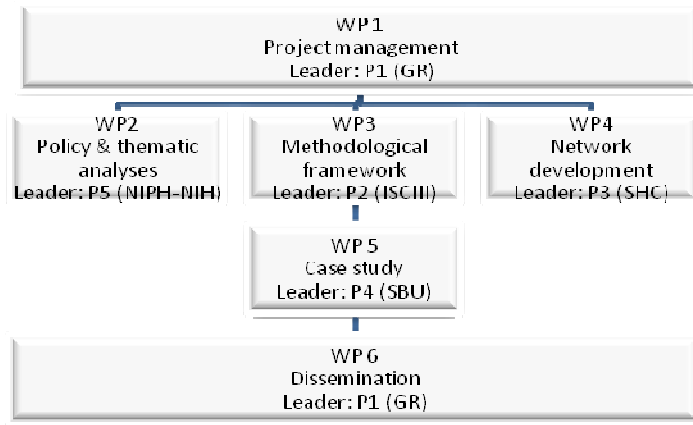 WP 1
Project management
Leader: P1 (GR)
WP2
Policy & thematic
analyses
Leader: P5 (NIPH-NIH)
WP3
Methodological
framework
Leader: P2 (ISCIII)
WP4
Network
development
Leader: P3 (SHC)
WP 5
Case study
Leader: P4 (SBU)
WP 6
Dissemination
Leader: P1 (GR)